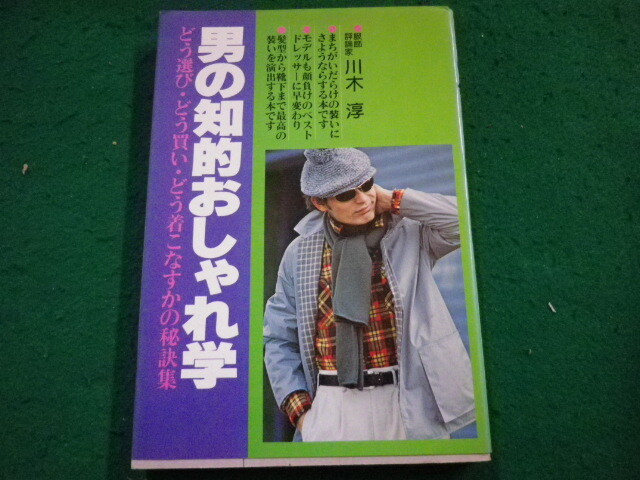 服飾
評論家
川木 淳
●まちがいだらけの装いに
さようならする本です
●モデルも顔負けのベスト
ドレッサーに早変わり
●髪型から靴下まで最高の
装いを演出する本です
男の知的おしゃれ学
どう選び・どう買い・どう着こなすかの秘訣集